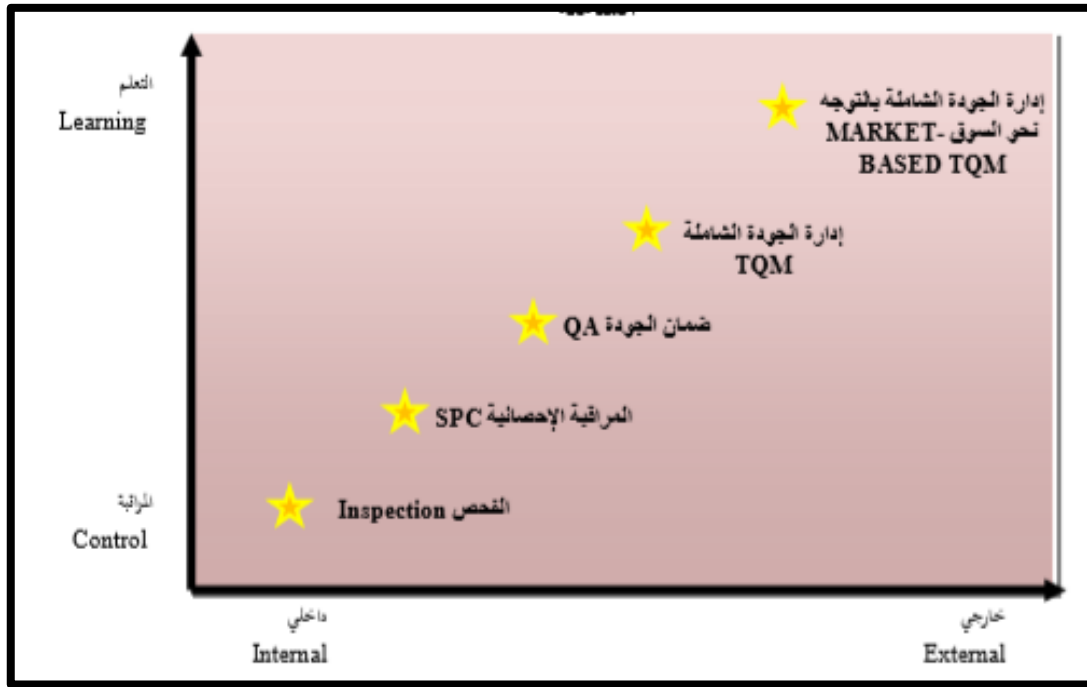 التعلم
Learning
إدارة الجودة الشاملة بالتوجه
نحو السوق MARKET-
BASED TQM
إدارة الجودة الشاملة
TQM
ضمان الجودة QA
المراقبة الإحصائية SPC
الفحص Inspection
المراقبة
Control
داخلي
Internal
خارجي
External